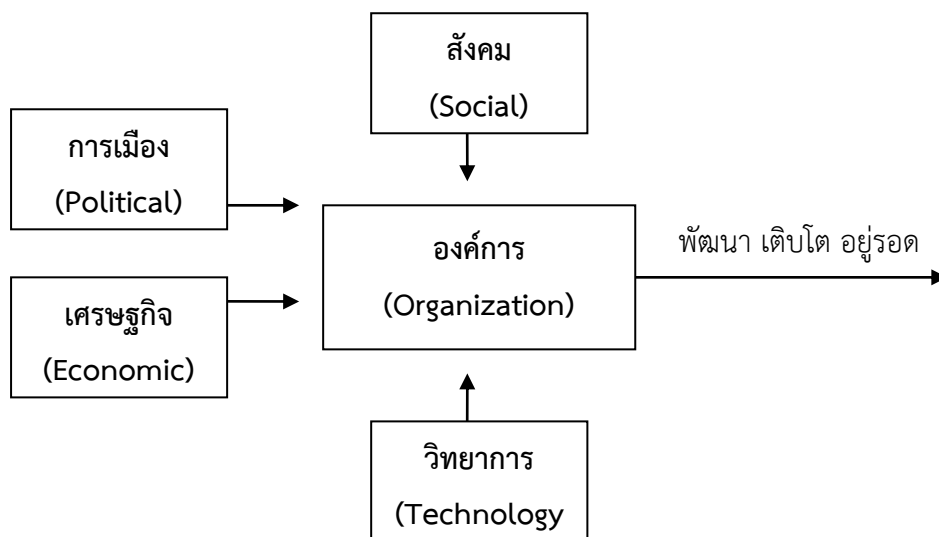 สังคม
(Social)
การเมือง
(Political)
องค์การ
(Organization)
พัฒนา เติบโต อยู่รอด
เศรษฐกิจ
(Economic)
วิทยาการ
(Technology